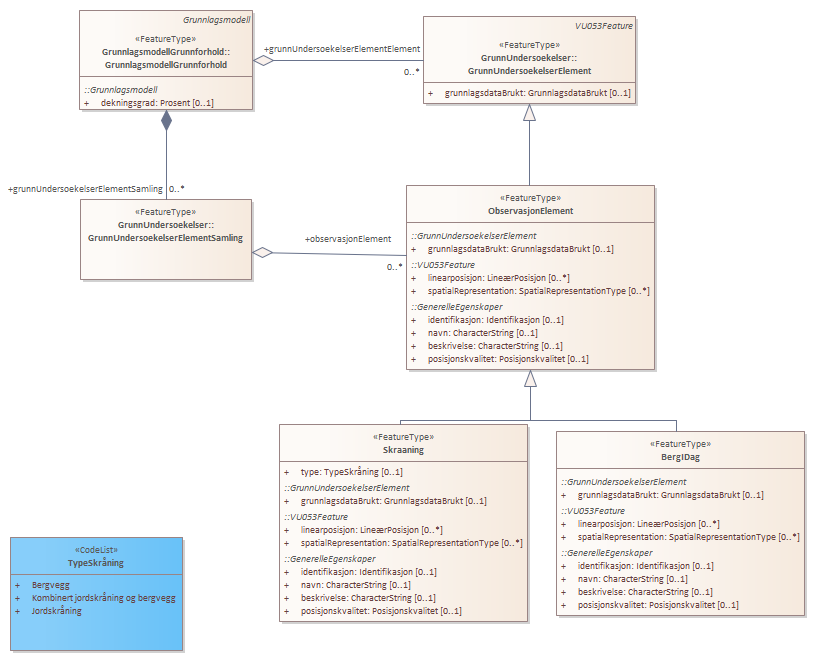 Grunnlagsmodell
«FeatureType»
GrunnlagsmodellGrunnforhold::
GrunnlagsmodellGrunnforhold
::Grunnlagsmodell
+ dekningsgrad: Prosent [0..1]
+grunnUndersoekelserElementElement
0..*
VU053Feature
«FeatureType»
GrunnUndersoekelser::
GrunnUndersoekelserElement
+ grunnlagsdataBrukt: GrunnlagsdataBrukt [0..1]
+grunnUndersoekelserElementSamling 0..*
«FeatureType»
GrunnUndersoekelser::
GrunnUndersoekelserElementSamling
+observasjonElement
0..*
«FeatureType»
ObservasjonElement
::GrunnUndersoekelserElement
+ grunnlagsdataBrukt: GrunnlagsdataBrukt [0..1]
::VU053Feature
+ linearposisjon: LineærPosisjon [0..*]
+ spatialRepresentation: SpatialRepresentationType [0..*]
::GenerelleEgenskaper
+ identifikasjon: Identifikasjon [0..1]
+ navn: CharacterString [0..1]
+ beskrivelse: CharacterString [0..1]
+ posisjonskvalitet: Posisjonskvalitet [0..1]
«FeatureType»
Skraaning
+ type: TypeSkråning [0..1]
::GrunnUndersoekelserElement
+ grunnlagsdataBrukt: GrunnlagsdataBrukt [0..1]
::VU053Feature
+ linearposisjon: LineærPosisjon [0..*]
+ spatialRepresentation: SpatialRepresentationType [0..*]
::GenerelleEgenskaper
+ identifikasjon: Identifikasjon [0..1]
+ navn: CharacterString [0..1]
+ beskrivelse: CharacterString [0..1]
+ posisjonskvalitet: Posisjonskvalitet [0..1]
«FeatureType»
BergIDag
::GrunnUndersoekelserElement
+ grunnlagsdataBrukt: GrunnlagsdataBrukt [0..1]
::VU053Feature
+ linearposisjon: LineærPosisjon [0..*]
+ spatialRepresentation: SpatialRepresentationType [0..*]
::GenerelleEgenskaper
+ identifikasjon: Identifikasjon [0..1]
+ navn: CharacterString [0..1]
+ beskrivelse: CharacterString [0..1]
+ posisjonskvalitet: Posisjonskvalitet [0..1]
«CodeList»
TypeSkråning
+ Bergvegg
+ Kombinert jordskråning og bergvegg
+ Jordskråning